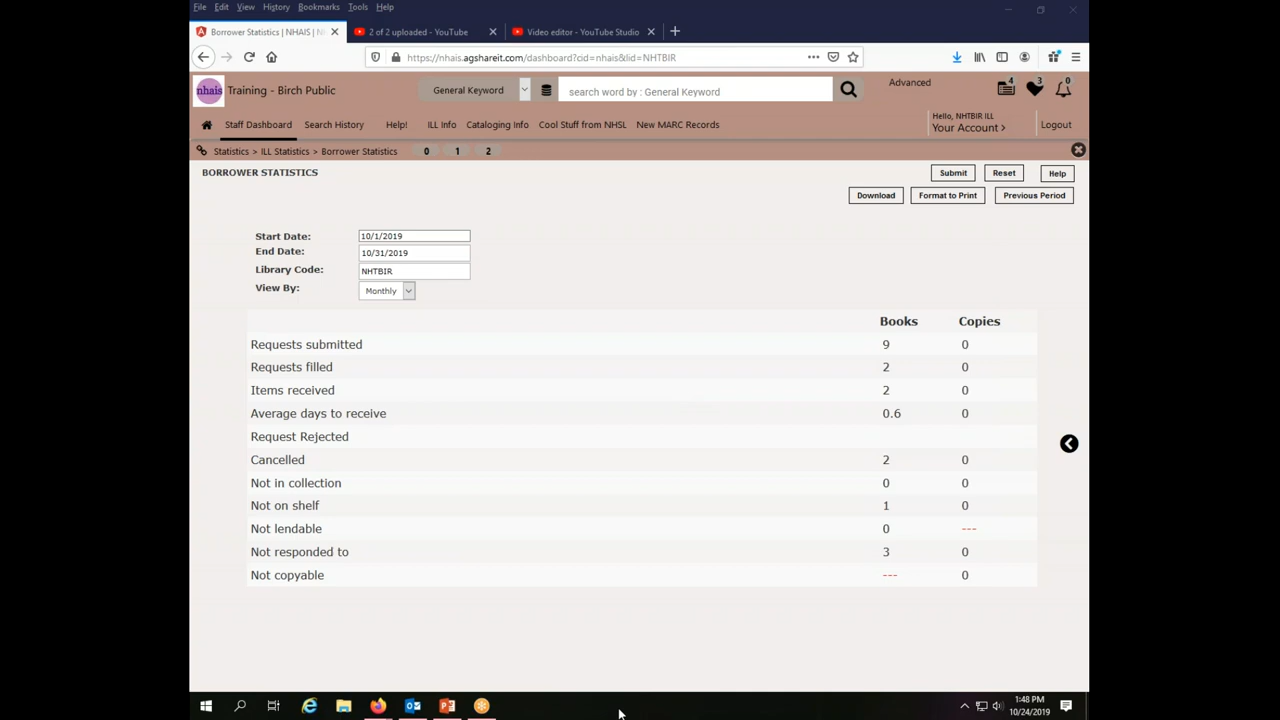 File Edit View History Bookmarks Tools Help
Borrower Statistics | NHAIS | N
2 of 2 uploaded - YouTube
Video editor - YouTube Studio
https://nhais.agshareit.com/dashboard?cid=nhais&lid=NHTBIR
nhais Training - Birch Public
General Keyword
search word by : General Keyword
Advanced
4 3 0
Staff Dashboard Search History Help! ILL Info Cataloging Info Cool Stuff from NHSL New MARC Records
Hello, NHTBIR ILL
Your Account >
Logout
Statistics > ILL Statistics > Borrower Statistics 0 1 2
BORROWER STATISTICS
Submit Reset Help
Download Format to Print Previous Period
Start Date: 10/1/2019
End Date: 10/31/2019
Library Code: NHTBIR
View By: Monthly
Books Copies
Requests submitted 9 0
Requests filled 2 0
Items received 2 0
Average days to receive 0.6 0
Request Rejected
Cancelled 2 0
Not in collection 0 0
Not on shelf 1 0
Not lendable 0 ---
Not responded to 3 0
Not copyable --- 0
1:48 PM
10/24/2019